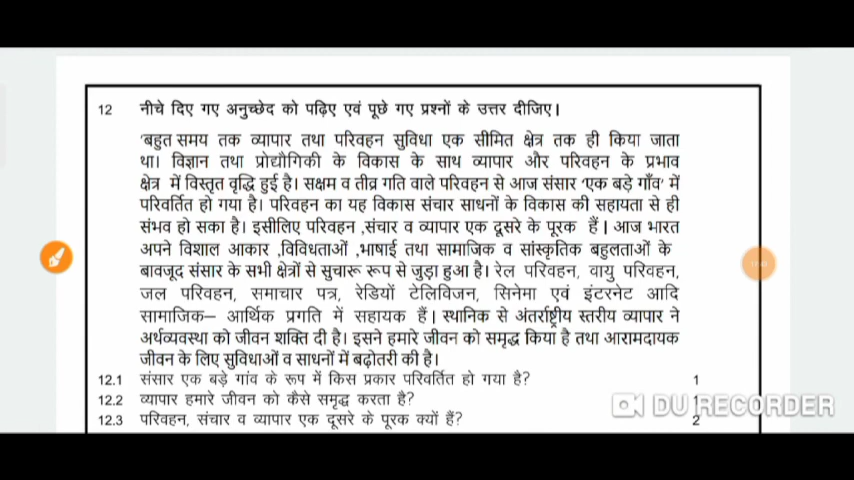 12 नीचे दिए गए अनुच्छेद को पढ़िए एवं पूछे गए प्रश्नों के उत्तर दीजिए।
'बहुत समय तक व्यापार तथा परिवहन सुविधा एक सीमित क्षेत्र तक ही किया जाता
था। विज्ञान तथा प्रोद्यौगिकी के विकास के साथ व्यापार और परिवहन के प्रभाव
क्षेत्र में विस्तृत वृद्धि हुई है। सक्षम व तीव्र गति वाले परिवहन से आज संसार 'एक बड़े गाँव' में
परिवर्तित हो गया है। परिवहन का यह विकास संचार साधनों के विकास की सहायता से ही
संभव हो सका है। इसीलिए परिवहन ,संचार व व्यापार एक दूसरे के पूरक हैं | आज भारत
अपने विशाल आकार ,विविधताओं ,भाषाई तथा सामाजिक व सांस्कृतिक बहुलताओं के
बावजूद संसार के सभी क्षेत्रों से सुचारू रूप से जुड़ा हुआ है। रेल परिवहन, वायु परिवहन,
जल परिवहन, समाचार पत्र, रेडियों टेलिविजन, सिनेमा एवं इंटरनेट आदि
सामाजिक– आर्थिक प्रगति में सहायक हैं | स्थानिक से अंतर्राष्ट्रीय स्तरीय व्यापार ने
अर्थव्यवस्था को जीवन शक्ति दी है। इसने हमारे जीवन को समृद्ध किया है तथा आरामदायक
जीवन के लिए सुविधाओं व साधनों में बढ़ोतरी की है।
12.1 संसार एक बड़े गांव के रूप में किस प्रकार परिवर्तित हो गया है? 1
12.2 व्यापार हमारे जीवन को कैसे समृद्ध करता है? 1
DU RECORDER
12.3 परिवहन, संचार व व्यापार एक दूसरे के पूरक क्यों हैं? 2